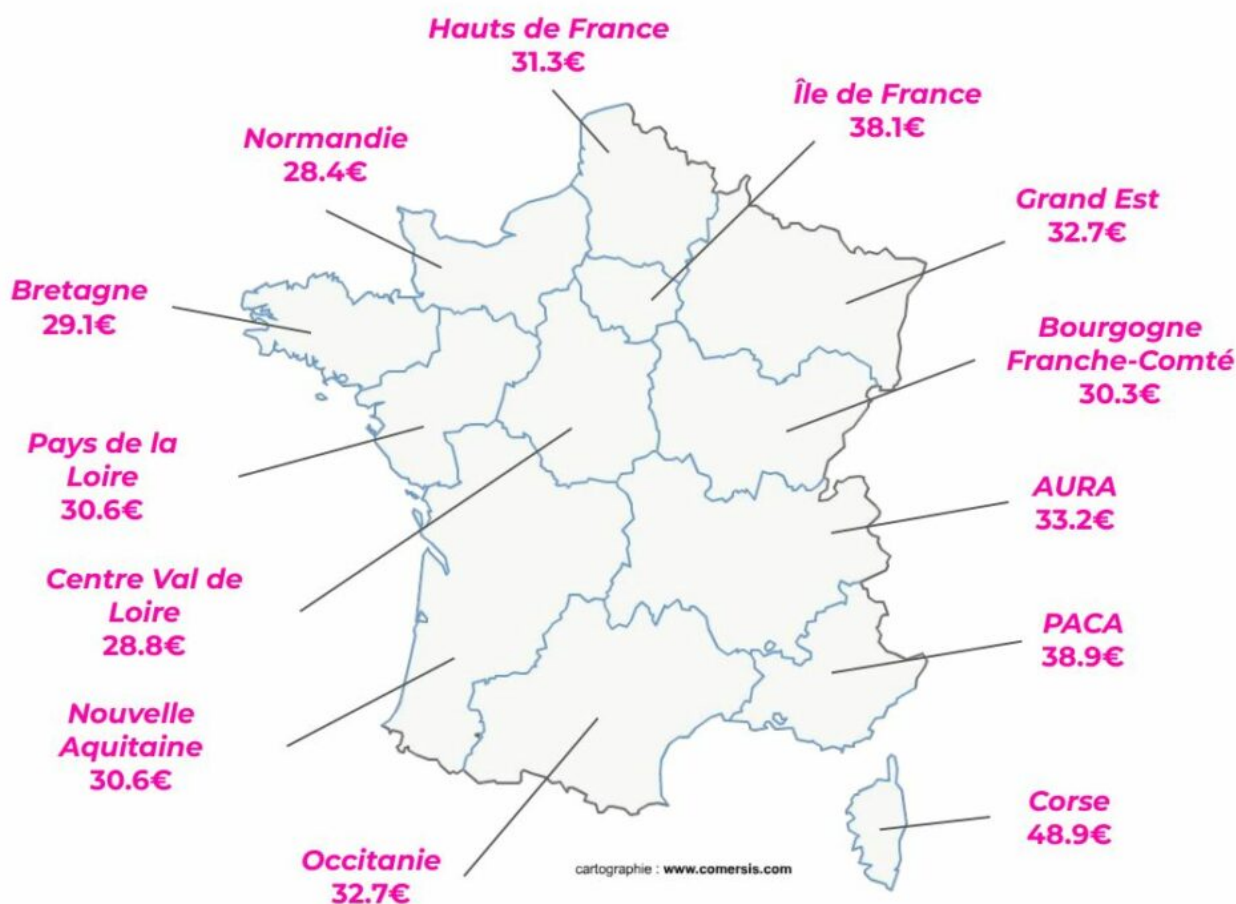 Hauts de France
31.3€
Île de France
38.1€
Normandie
28.4€
Grand Est
32.7€
Bretagne
29.1€
Bourgogne
Franche-Comté
30.3€
Pays de la
Loire
30.6€
AURA
33.2€
Centre Val de
Loire
28.8€
PACA
38.9€
Nouvelle
Aquitaine
30.6€
Corse
48.9€
Occitanie
32.7€
cartographie : www.comersis.com